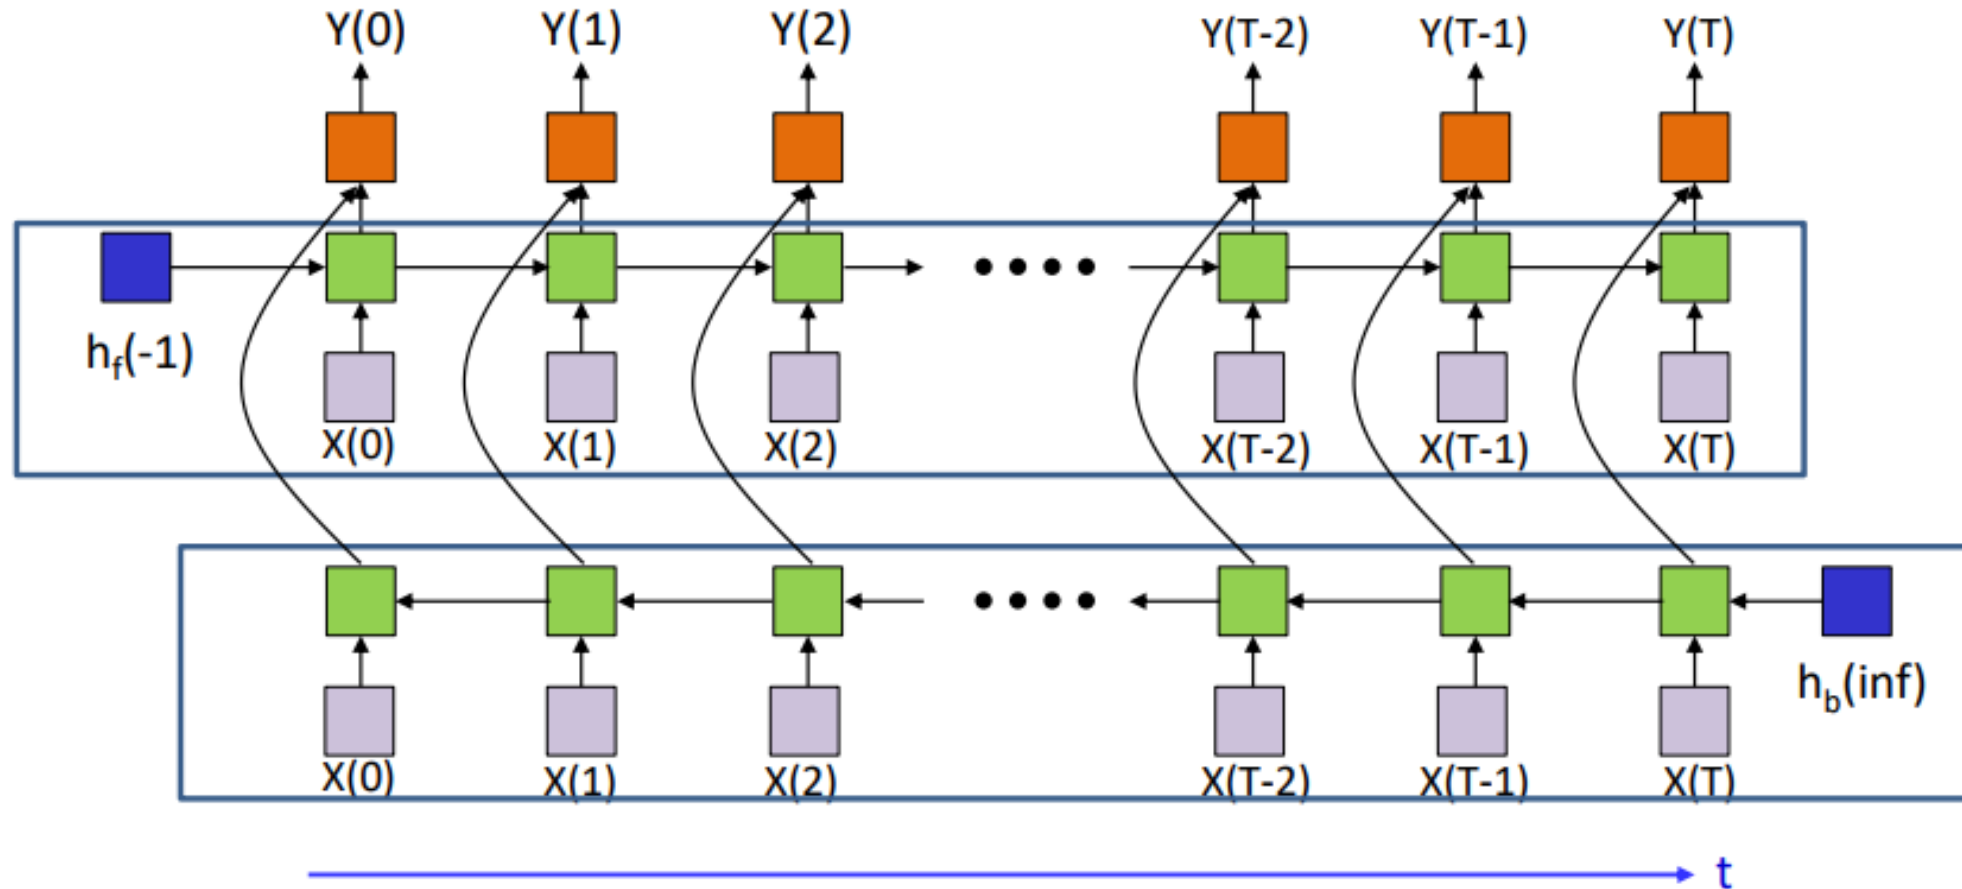 Y(0) Y(1) Y(2) Y(T-2) Y(T-1) Y(T)
h_f(-1)
X(0) X(1) X(2) X(T-2) X(T-1) X(T)
h_b(inf)
X(0) X(1) X(2) X(T-2) X(T-1) X(T)
t